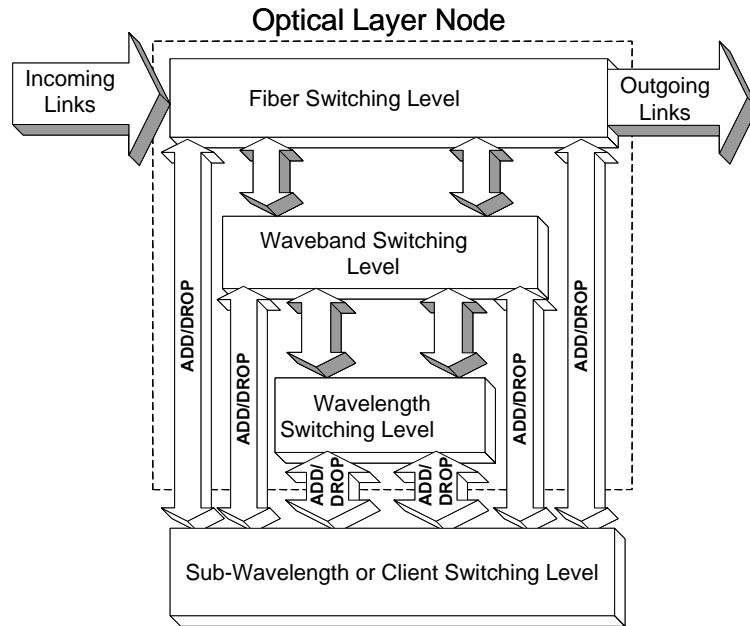 Optical Layer Node
Incoming
Links
Fiber Switching Level
Outgoing
Links
Waveband Switching
Level
ADD/DROP
ADD/DROP
ADD/DROP
ADD/DROP
Wavelength
Switching Level
ADD/
DROP
ADD/
DROP
Sub-Wavelength or Client Switching Level